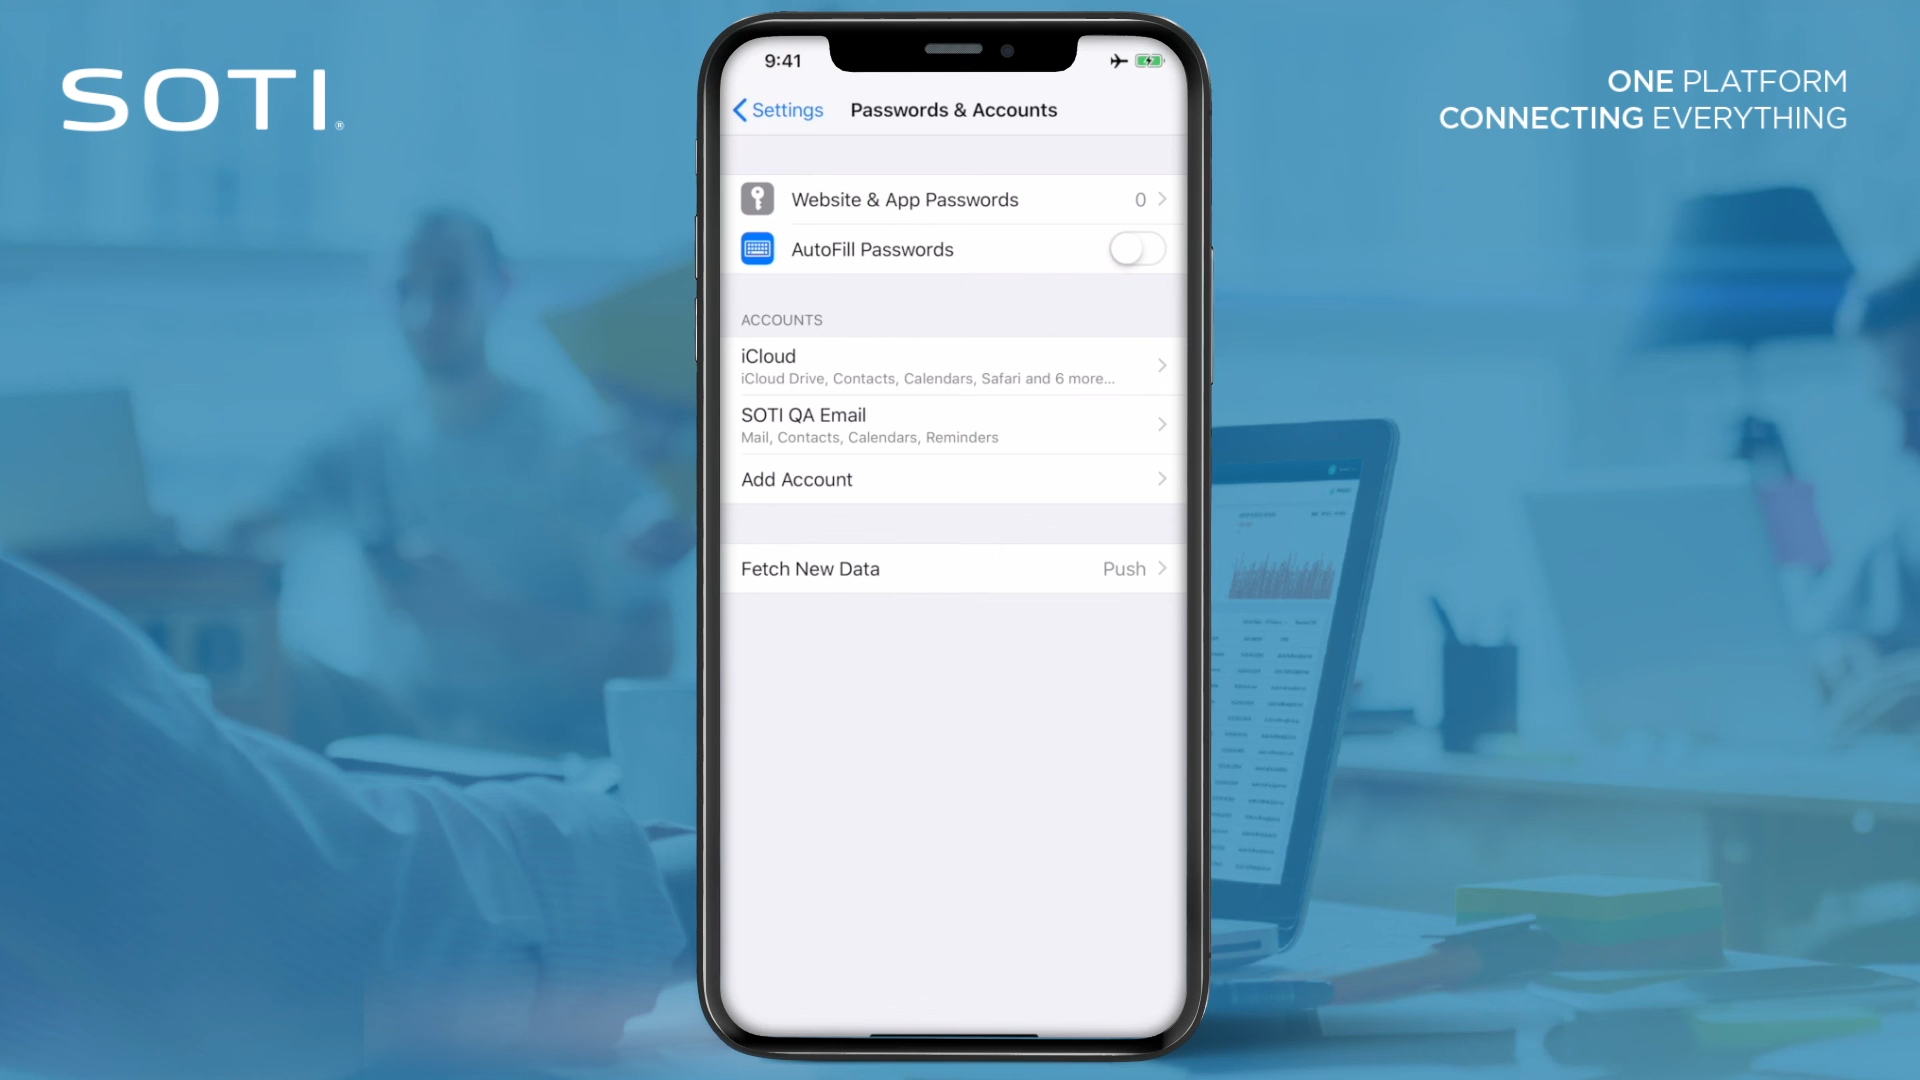 SOTI®
ONE PLATFORM
CONNECTING EVERYTHING
9:41
Settings
Passwords & Accounts
Website & App Passwords 0
AutoFill Passwords
ACCOUNTS
iCloud
iCloud Drive, Contacts, Calendars, Safari and 6 more...
SOTI QA Email
Mail, Contacts, Calendars, Reminders
Add Account
Fetch New Data Push